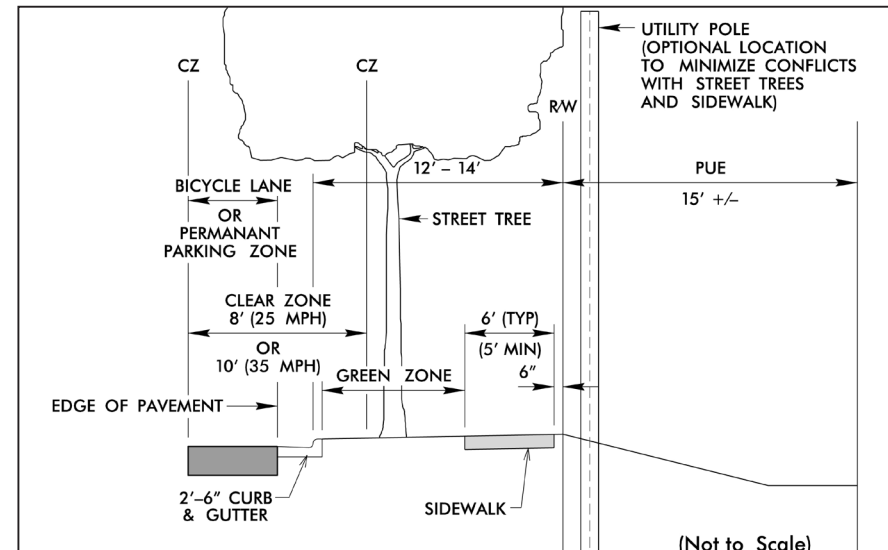 UTILITY POLE
(OPTIONAL LOCATION
TO MINIMIZE CONFLICTS
WITH STREET TREES
AND SIDEWALK)
CZ
CZ
R/W
12' – 14'
PUE
15' +/–
BICYCLE LANE
OR
PERMANANT
PARKING ZONE
STREET TREE
CLEAR ZONE
8' (25 MPH)
OR
10' (35 MPH)
6' (TYP)
(5' MIN)
6"
GREEN ZONE
EDGE OF PAVEMENT
2'–6" CURB
& GUTTER
SIDEWALK
(Not to Scale)